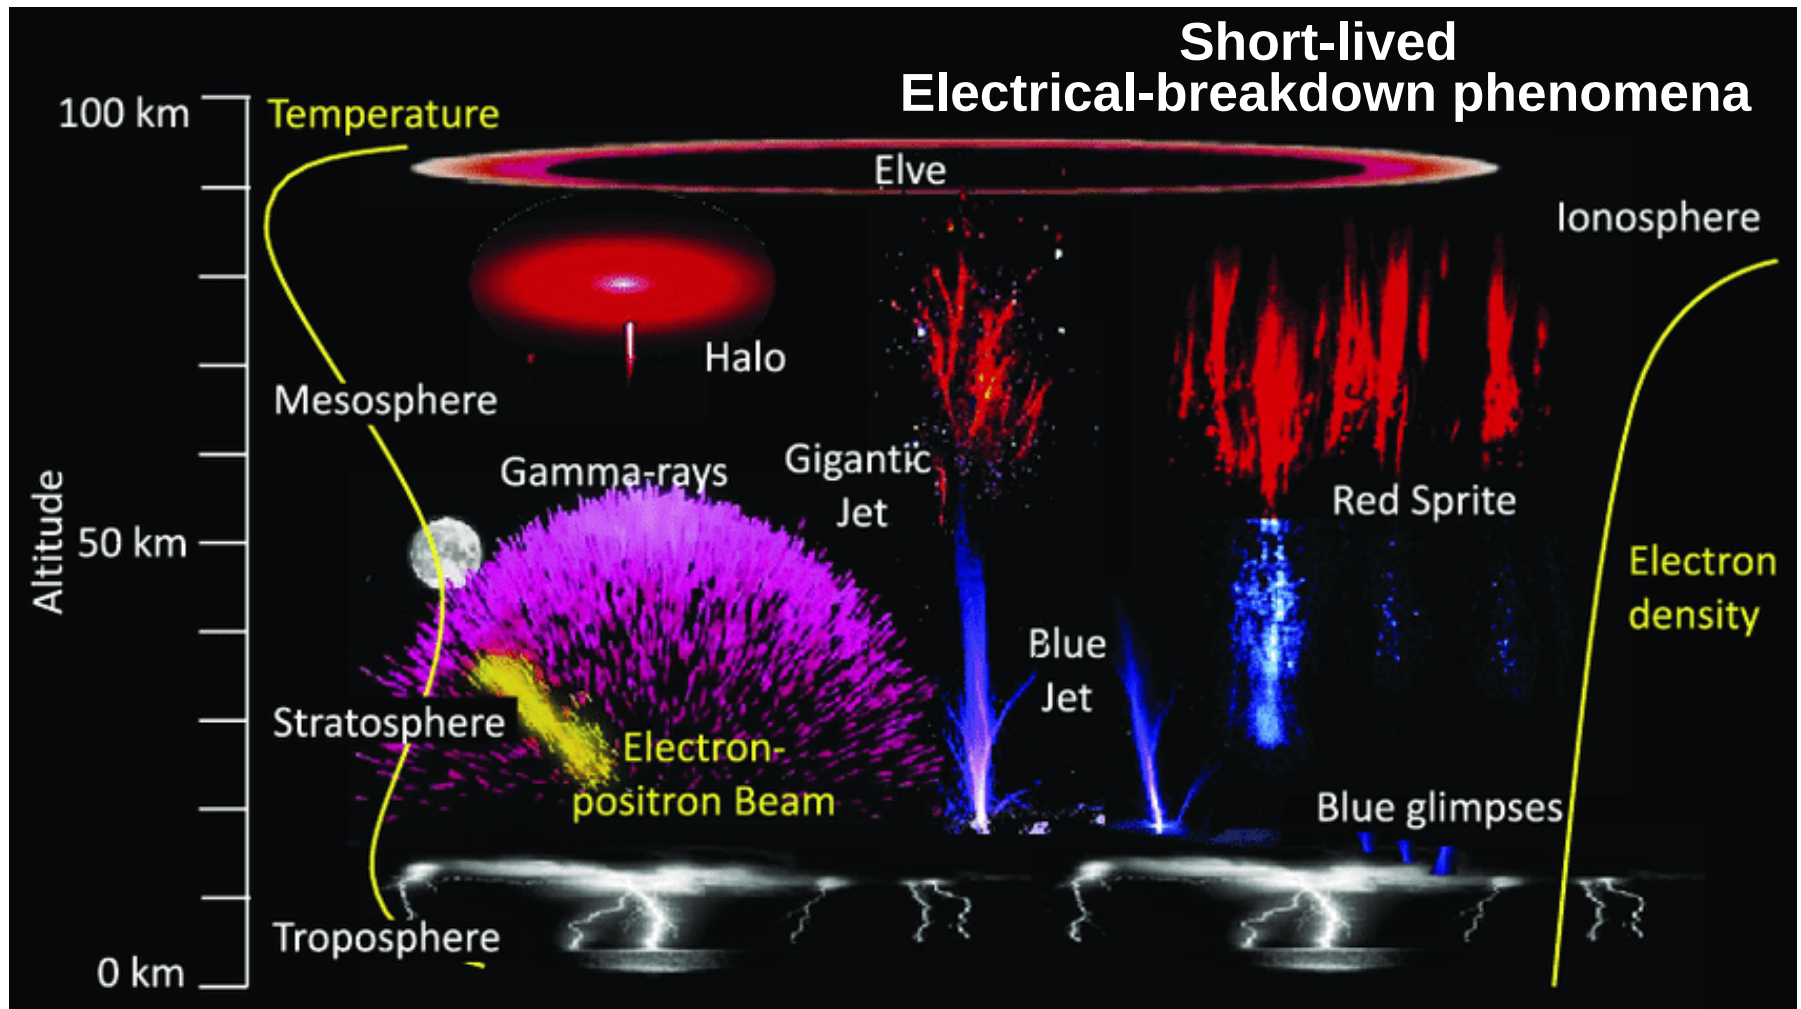 Short-lived
Electrical-breakdown phenomena
100 km
Temperature
Elve
Ionosphere
Halo
Mesosphere
Gamma-rays
Gigantic
Jet
Red Sprite
Altitude
50 km
Electron
density
Blue
Jet
Stratosphere
Electron-
positron Beam
Blue glimpses
Troposphere
0 km